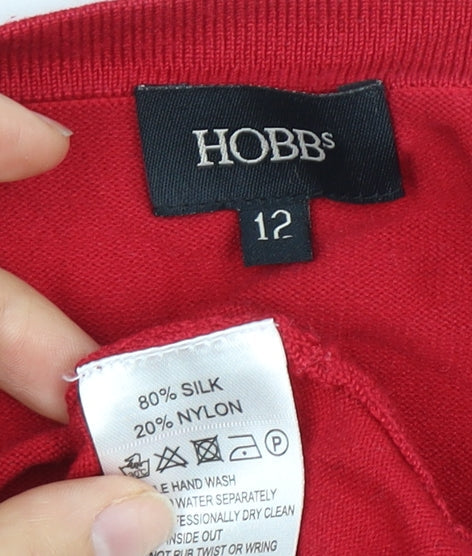 HOBBs
12
80% SILK
20% NYLON
P
HAND WASH
WATER SEPARATELY
DRY CLEAN
INSIDE OUT
RUB TWIST OR WRING